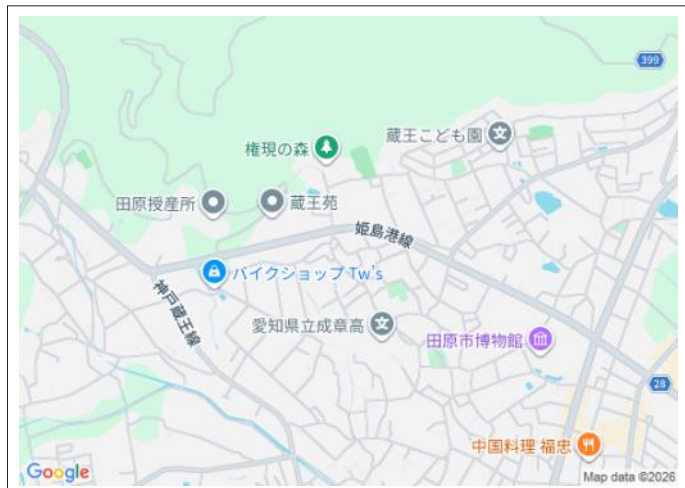 399
蔵王こども園
権現の森
田原授産所
蔵王苑
姫島港線
バイクショップ Tw's
神戸蔵王線
愛知県立成章高
田原市博物館
28
中国料理 福忠
Google
Map data ©2026